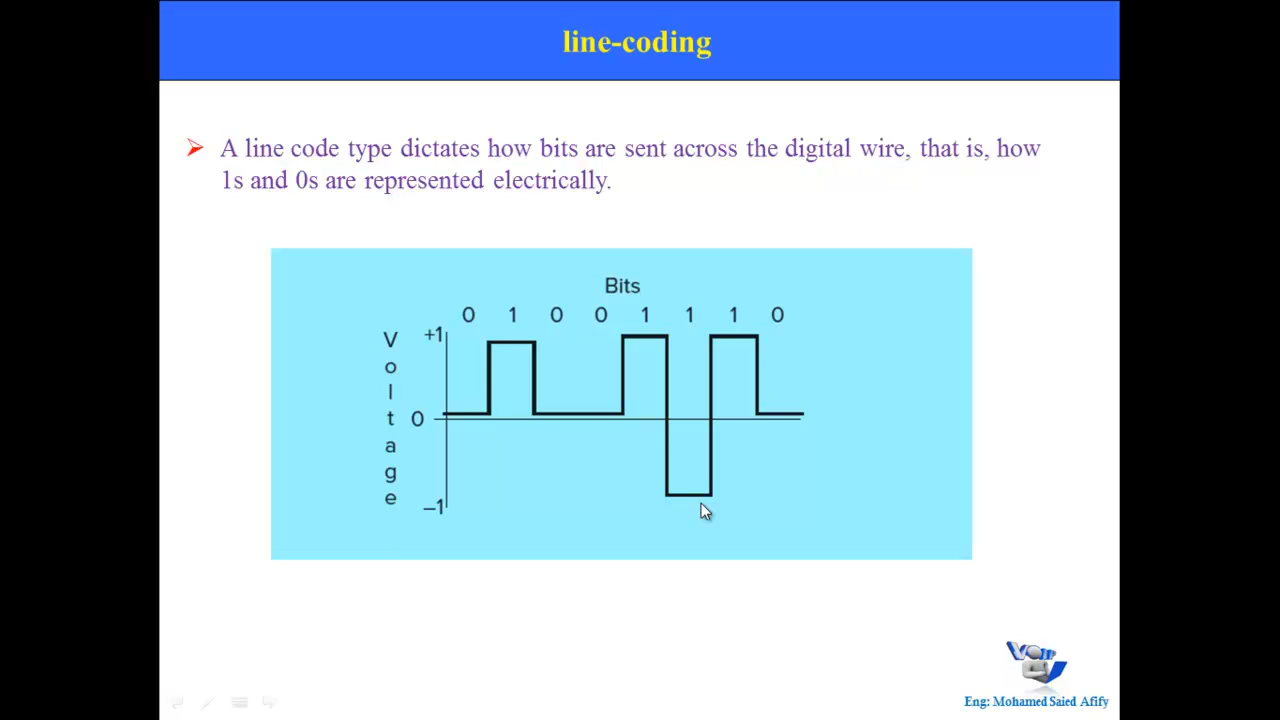 line-coding
A line code type dictates how bits are sent across the digital wire, that is, how
1s and 0s are represented electrically.
Bits
0 1 0 0 1 1 1 0
Voltage
+1
0
–1
Eng: Mohamed Saied Afify